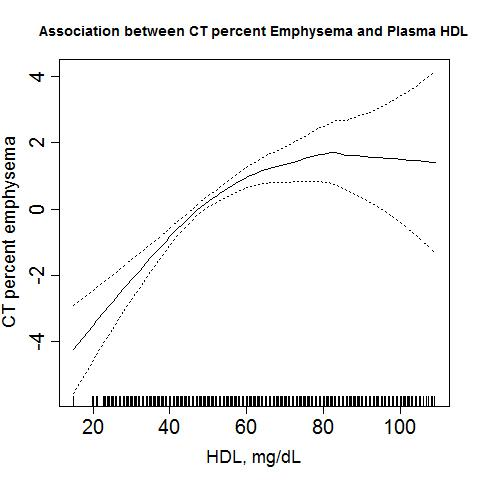 Association between CT percent Emphysema and Plasma HDL
CT percent emphysema
4
2
0
-2
-4
20 40 60 80 100
HDL, mg/dL